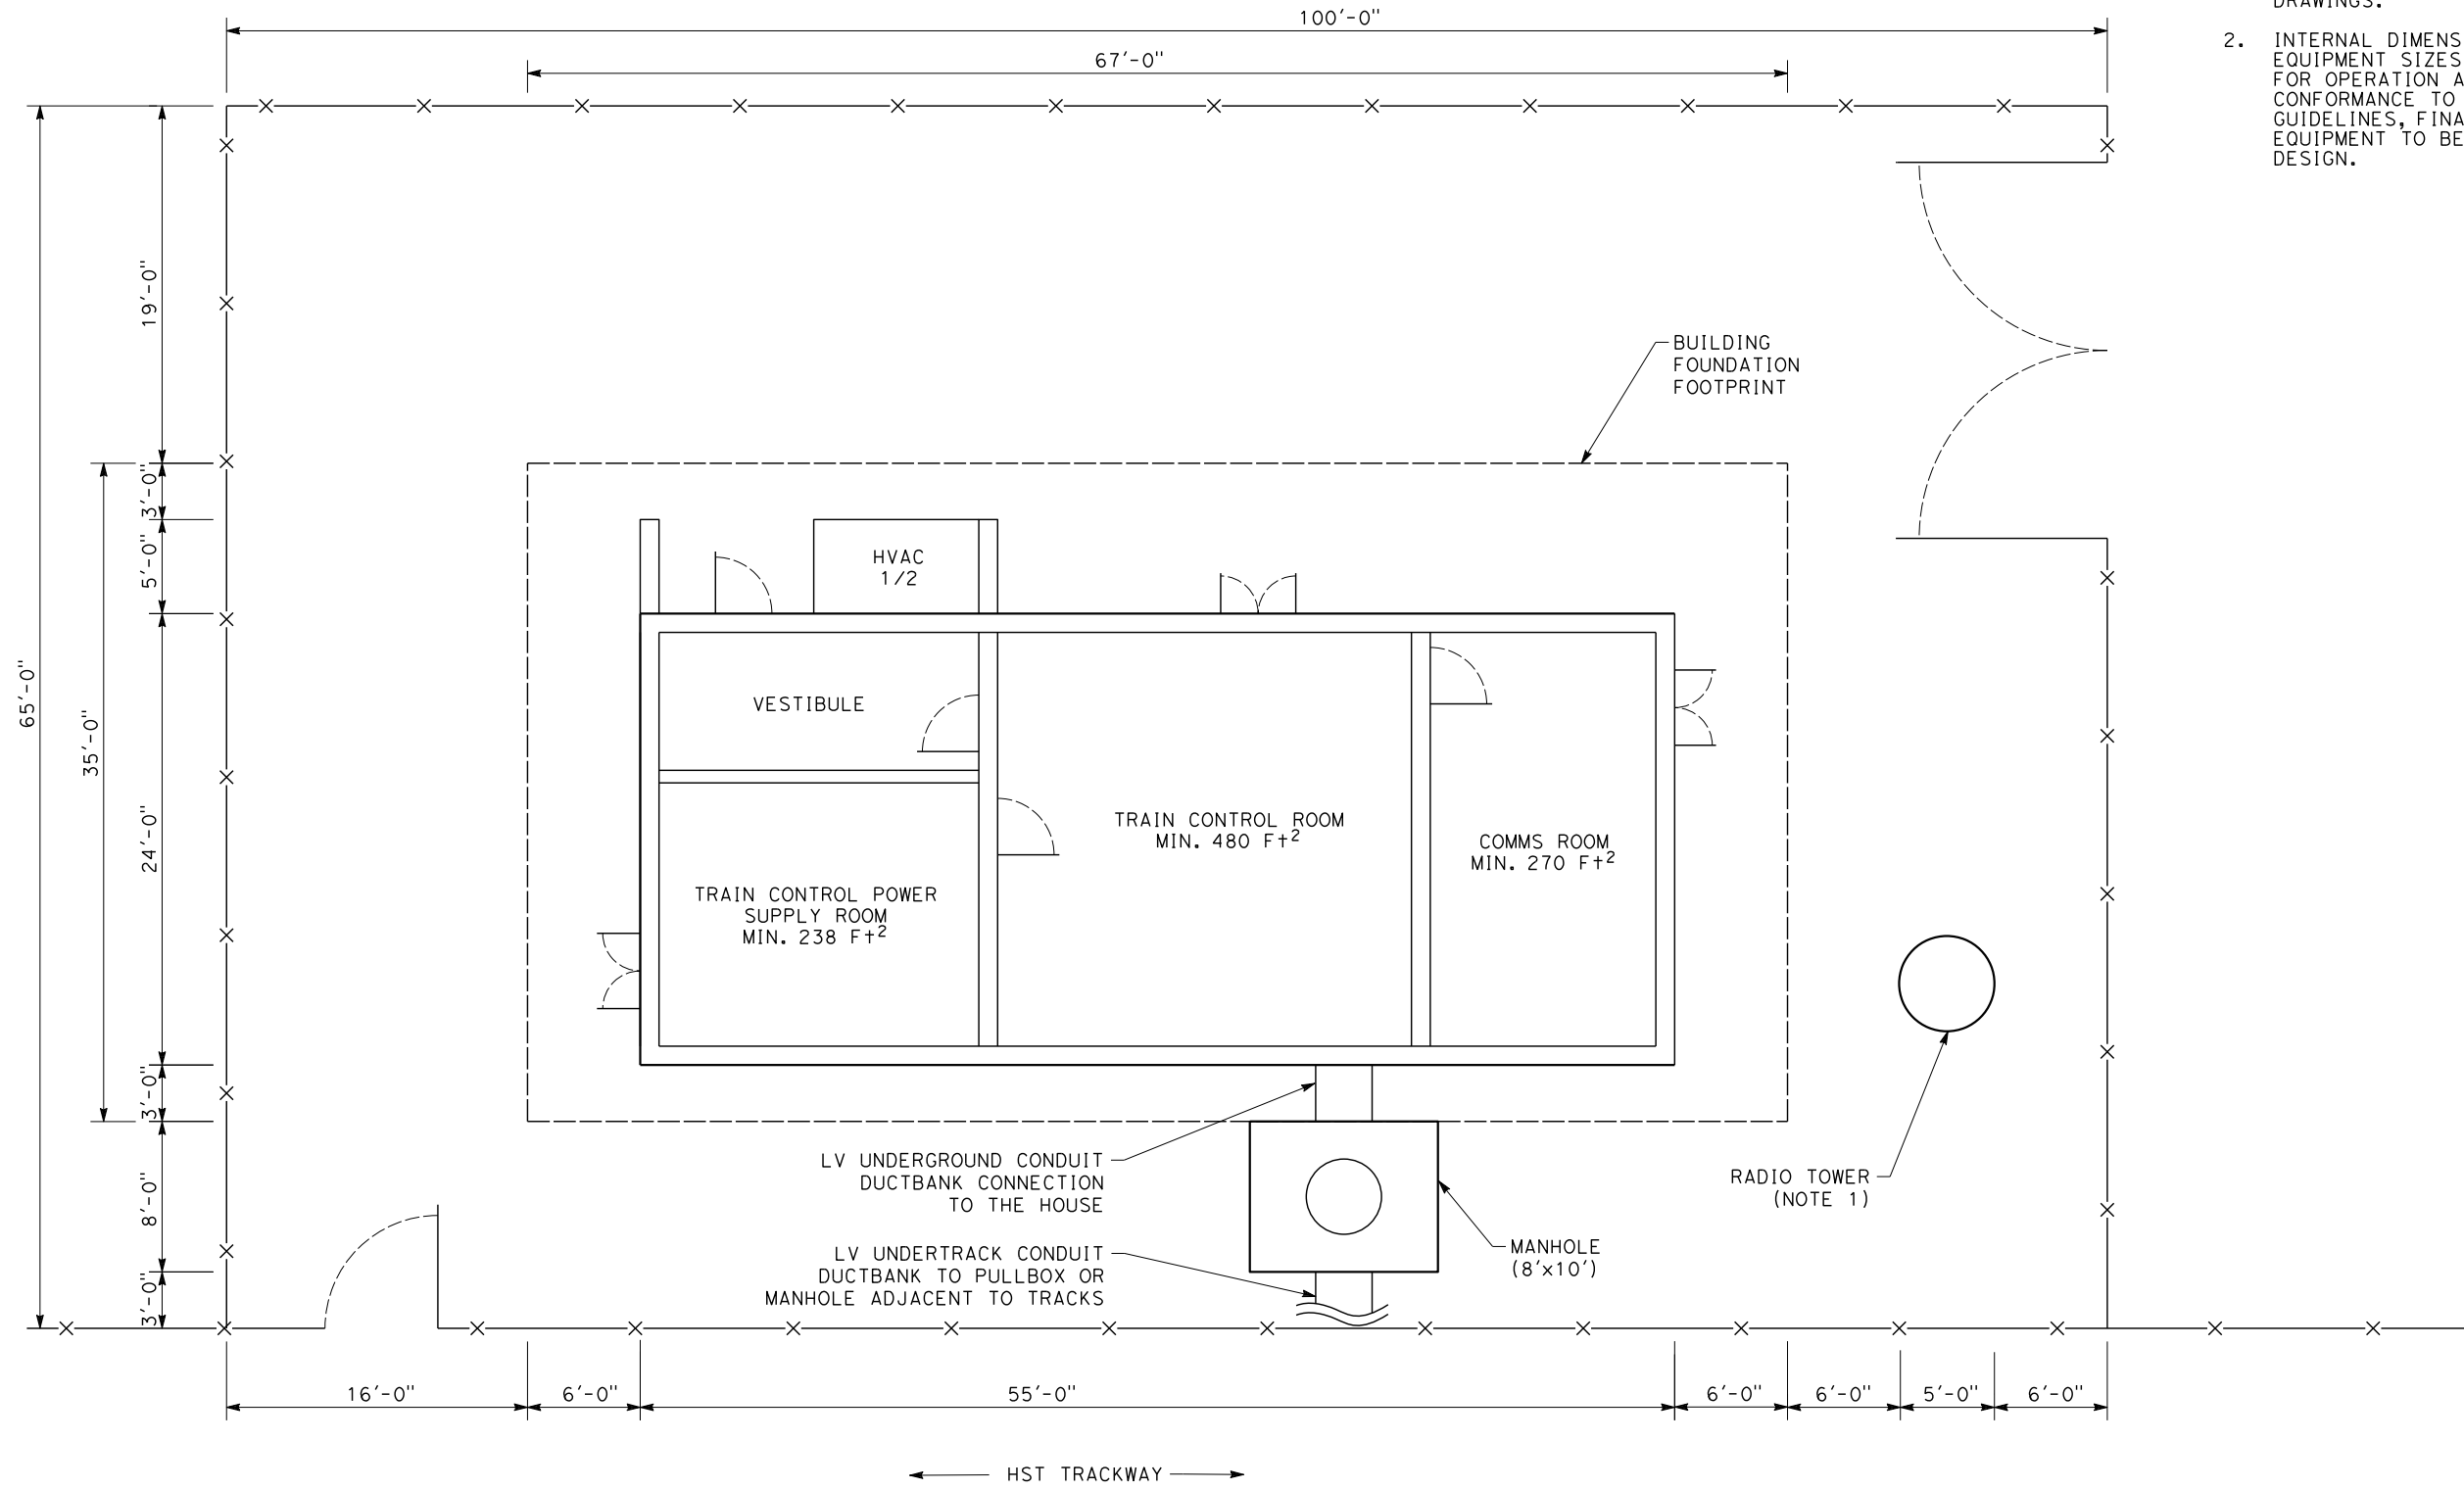 100'-0"
67'-0"
DRAWINGS.
2. INTERNAL DIMENS
EQUIPMENT SIZES
FOR OPERATION A
CONFORMANCE TO
GUIDELINES, FINA
EQUIPMENT TO BE
DESIGN.
19'-0"
3'-0"
5'-0"
24'-0"
3'-0"
8'-0"
3'-0"
35'-0"
65'-0"
BUILDING
FOUNDATION
FOOTPRINT
HVAC
1/2
VESTIBULE
TRAIN CONTROL ROOM
MIN. 480 Ft²
COMMS ROOM
MIN. 270 Ft²
TRAIN CONTROL POWER
SUPPLY ROOM
MIN. 238 Ft²
LV UNDERGROUND CONDUIT
DUCTBANK CONNECTION
TO THE HOUSE
RADIO TOWER
(NOTE 1)
LV UNDERTRACK CONDUIT
DUCTBANK TO PULLBOX OR
MANHOLE ADJACENT TO TRACKS
MANHOLE
(8'x10')
16'-0"
6'-0"
55'-0"
6'-0"
6'-0"
5'-0"
6'-0"
HST TRACKWAY